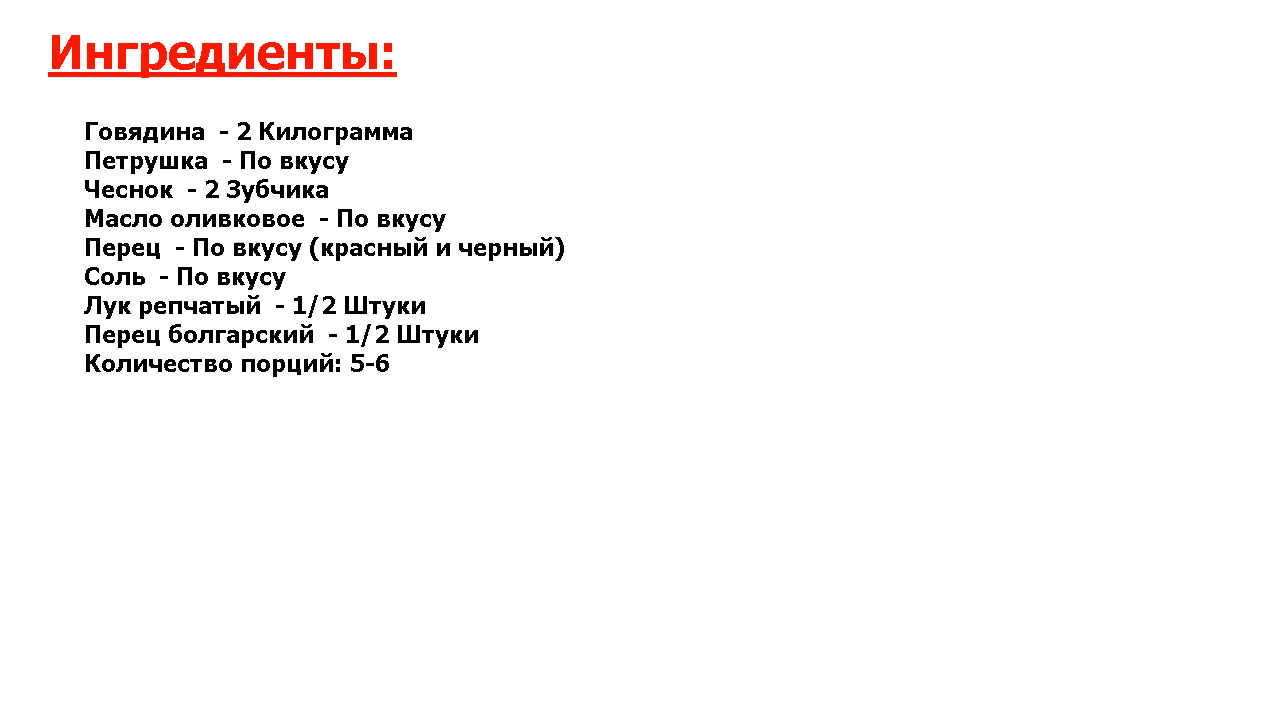 Ингредиенты:
Говядина  - 2 Килограмма
Петрушка  - По вкусу
Чеснок  - 2 Зубчика
Масло оливковое  - По вкусу
Перец  - По вкусу (красный и черный)
Соль  - По вкусу
Лук репчатый  - 1/2 Штуки
Перец болгарский  - 1/2 Штуки
Количество порций: 5-6